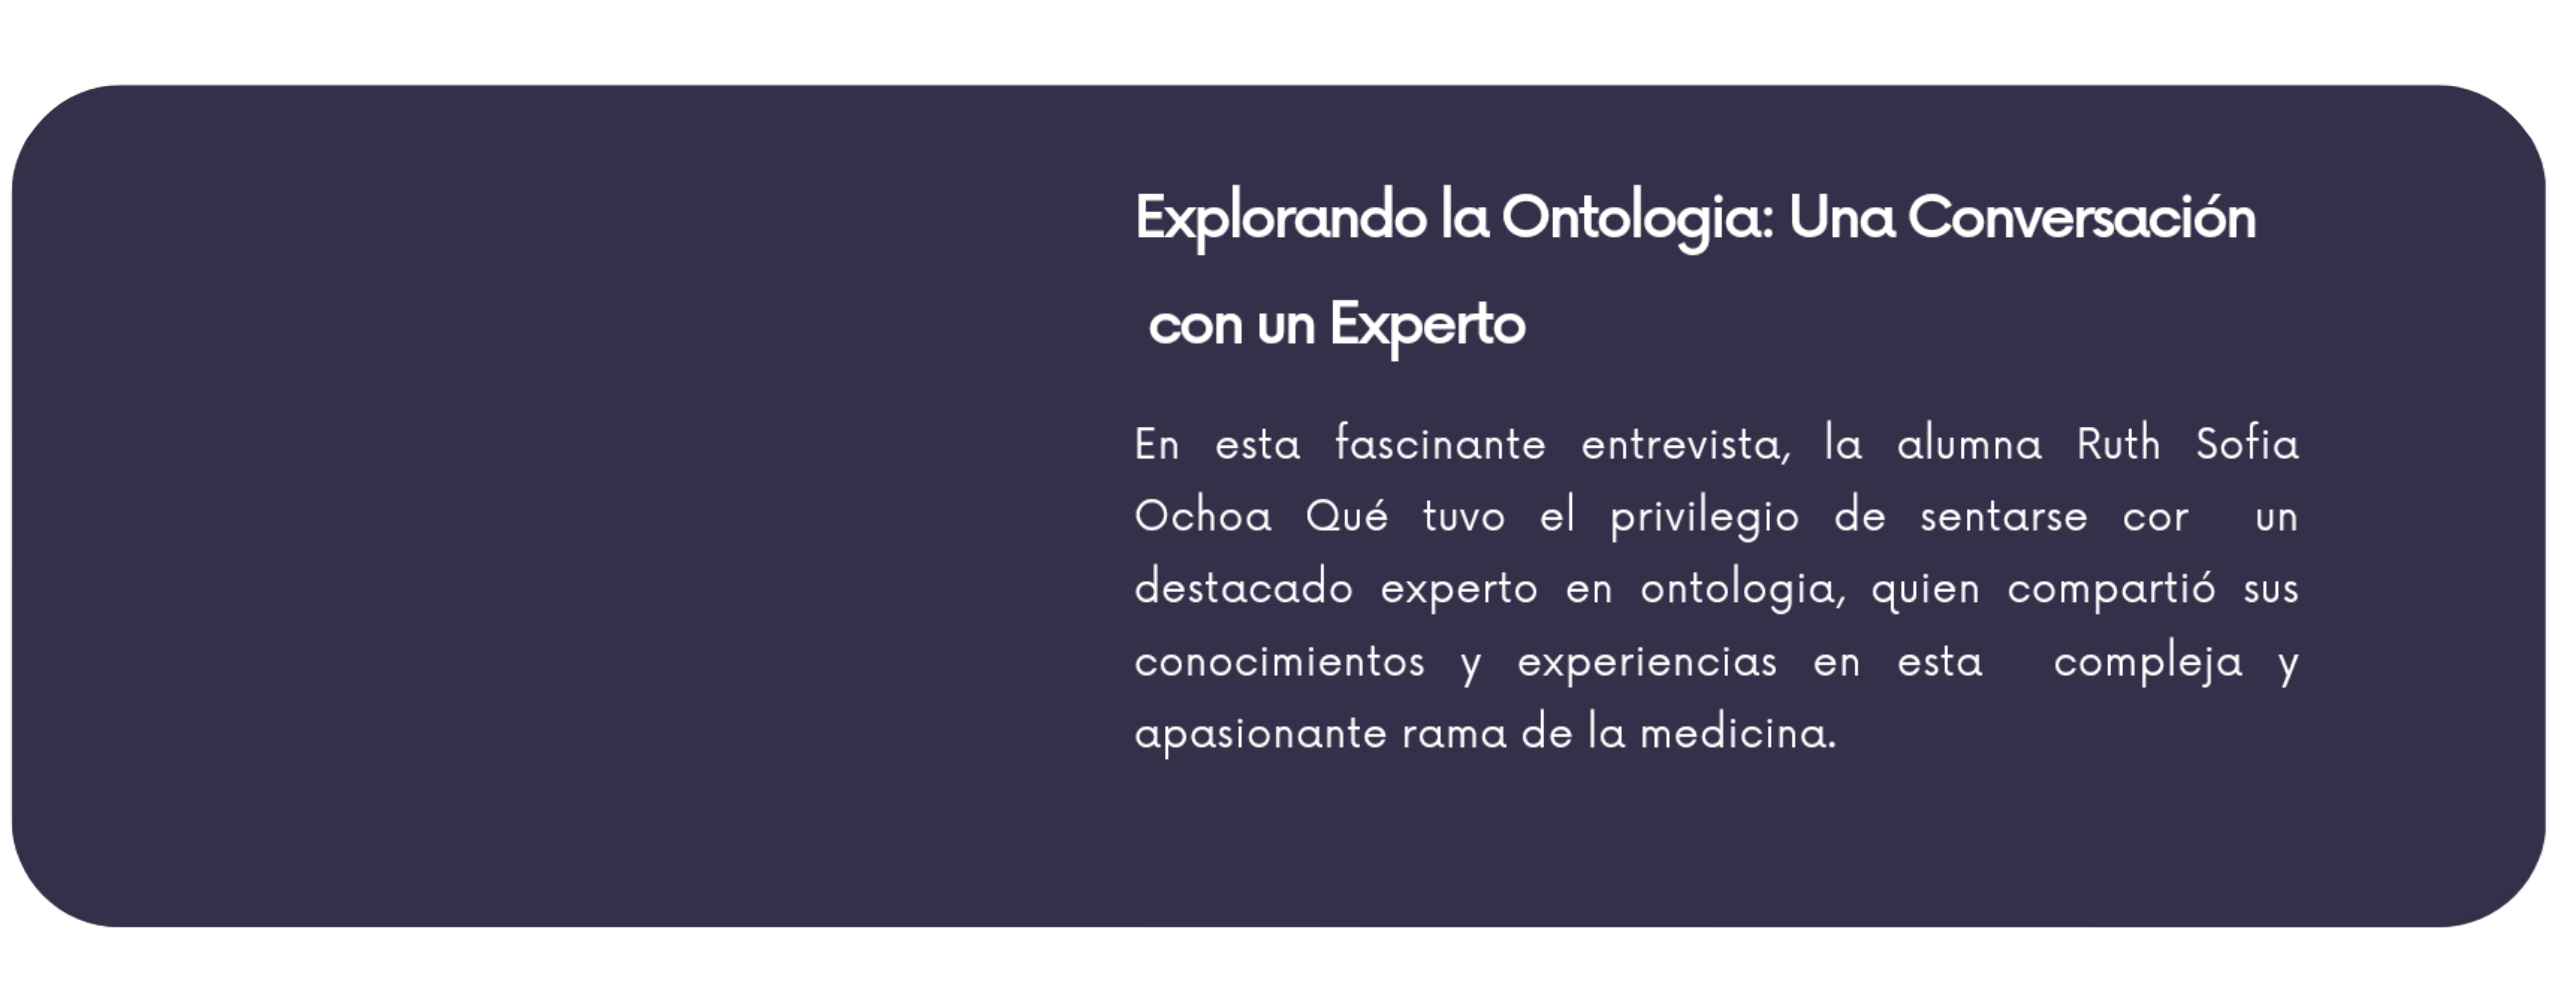 Explorando la Ontologia: Una Conversación
con un Experto
En esta fascinante entrevista, la alumna Ruth Sofia
Ochoa Qué tuvo el privilegio de sentarse cor un
destacado experto en ontologia, quien compartió sus
conocimientos y experiencias en esta compleja y
apasionante rama de la medicina.